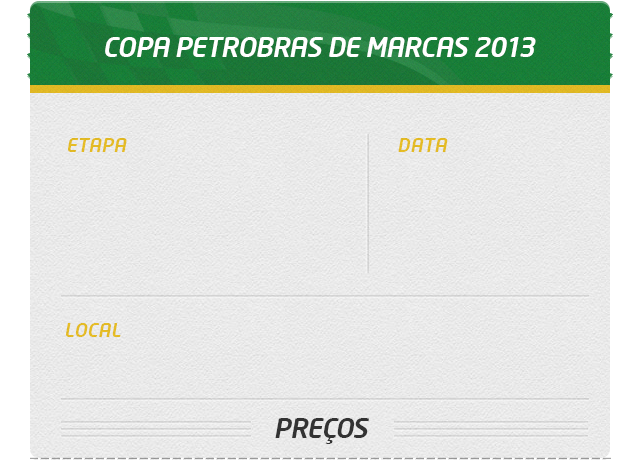 COPA PETROBRAS DE MARCAS 2013
ETAPA
DATA
LOCAL
PREÇOS